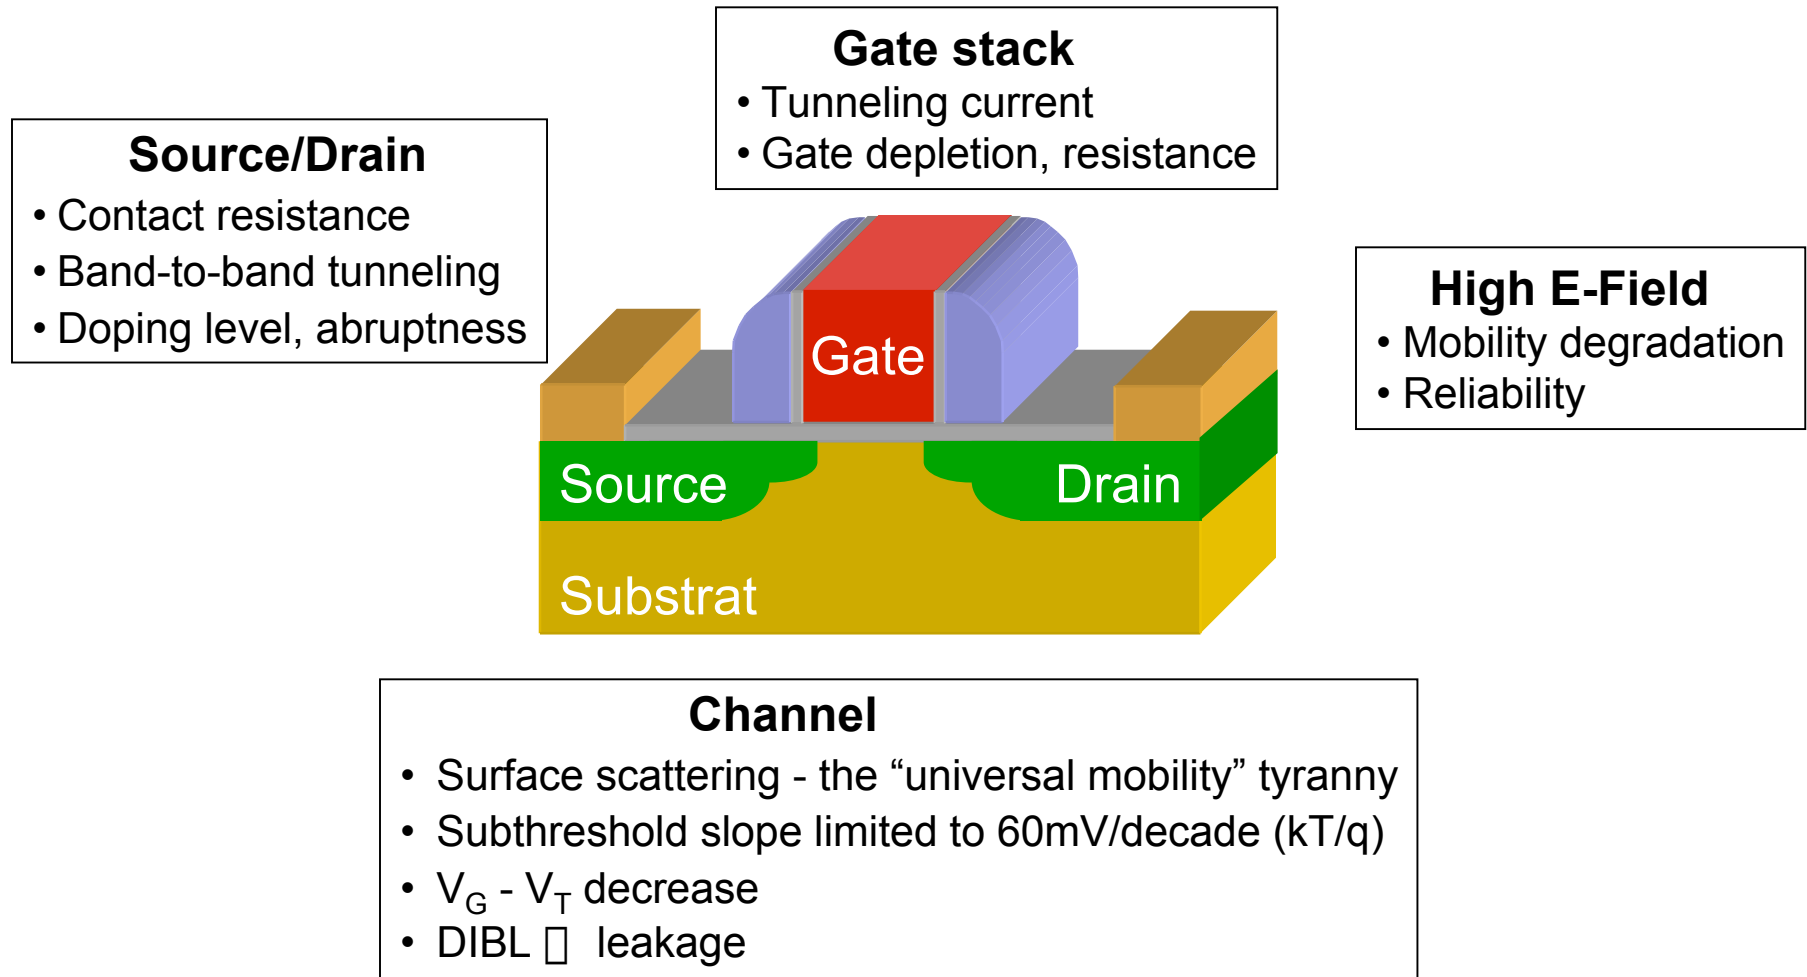 Gate stack
• Tunneling current
• Gate depletion, resistance
Source/Drain
• Contact resistance
• Band-to-band tunneling
• Doping level, abruptness
High E-Field
• Mobility degradation
• Reliability
Gate
Source
Drain
Substrat
Channel
• Surface scattering - the “universal mobility” tyranny
• Subthreshold slope limited to 60mV/decade (kT/q)
• V_G - V_T decrease
• DIBL ▯ leakage